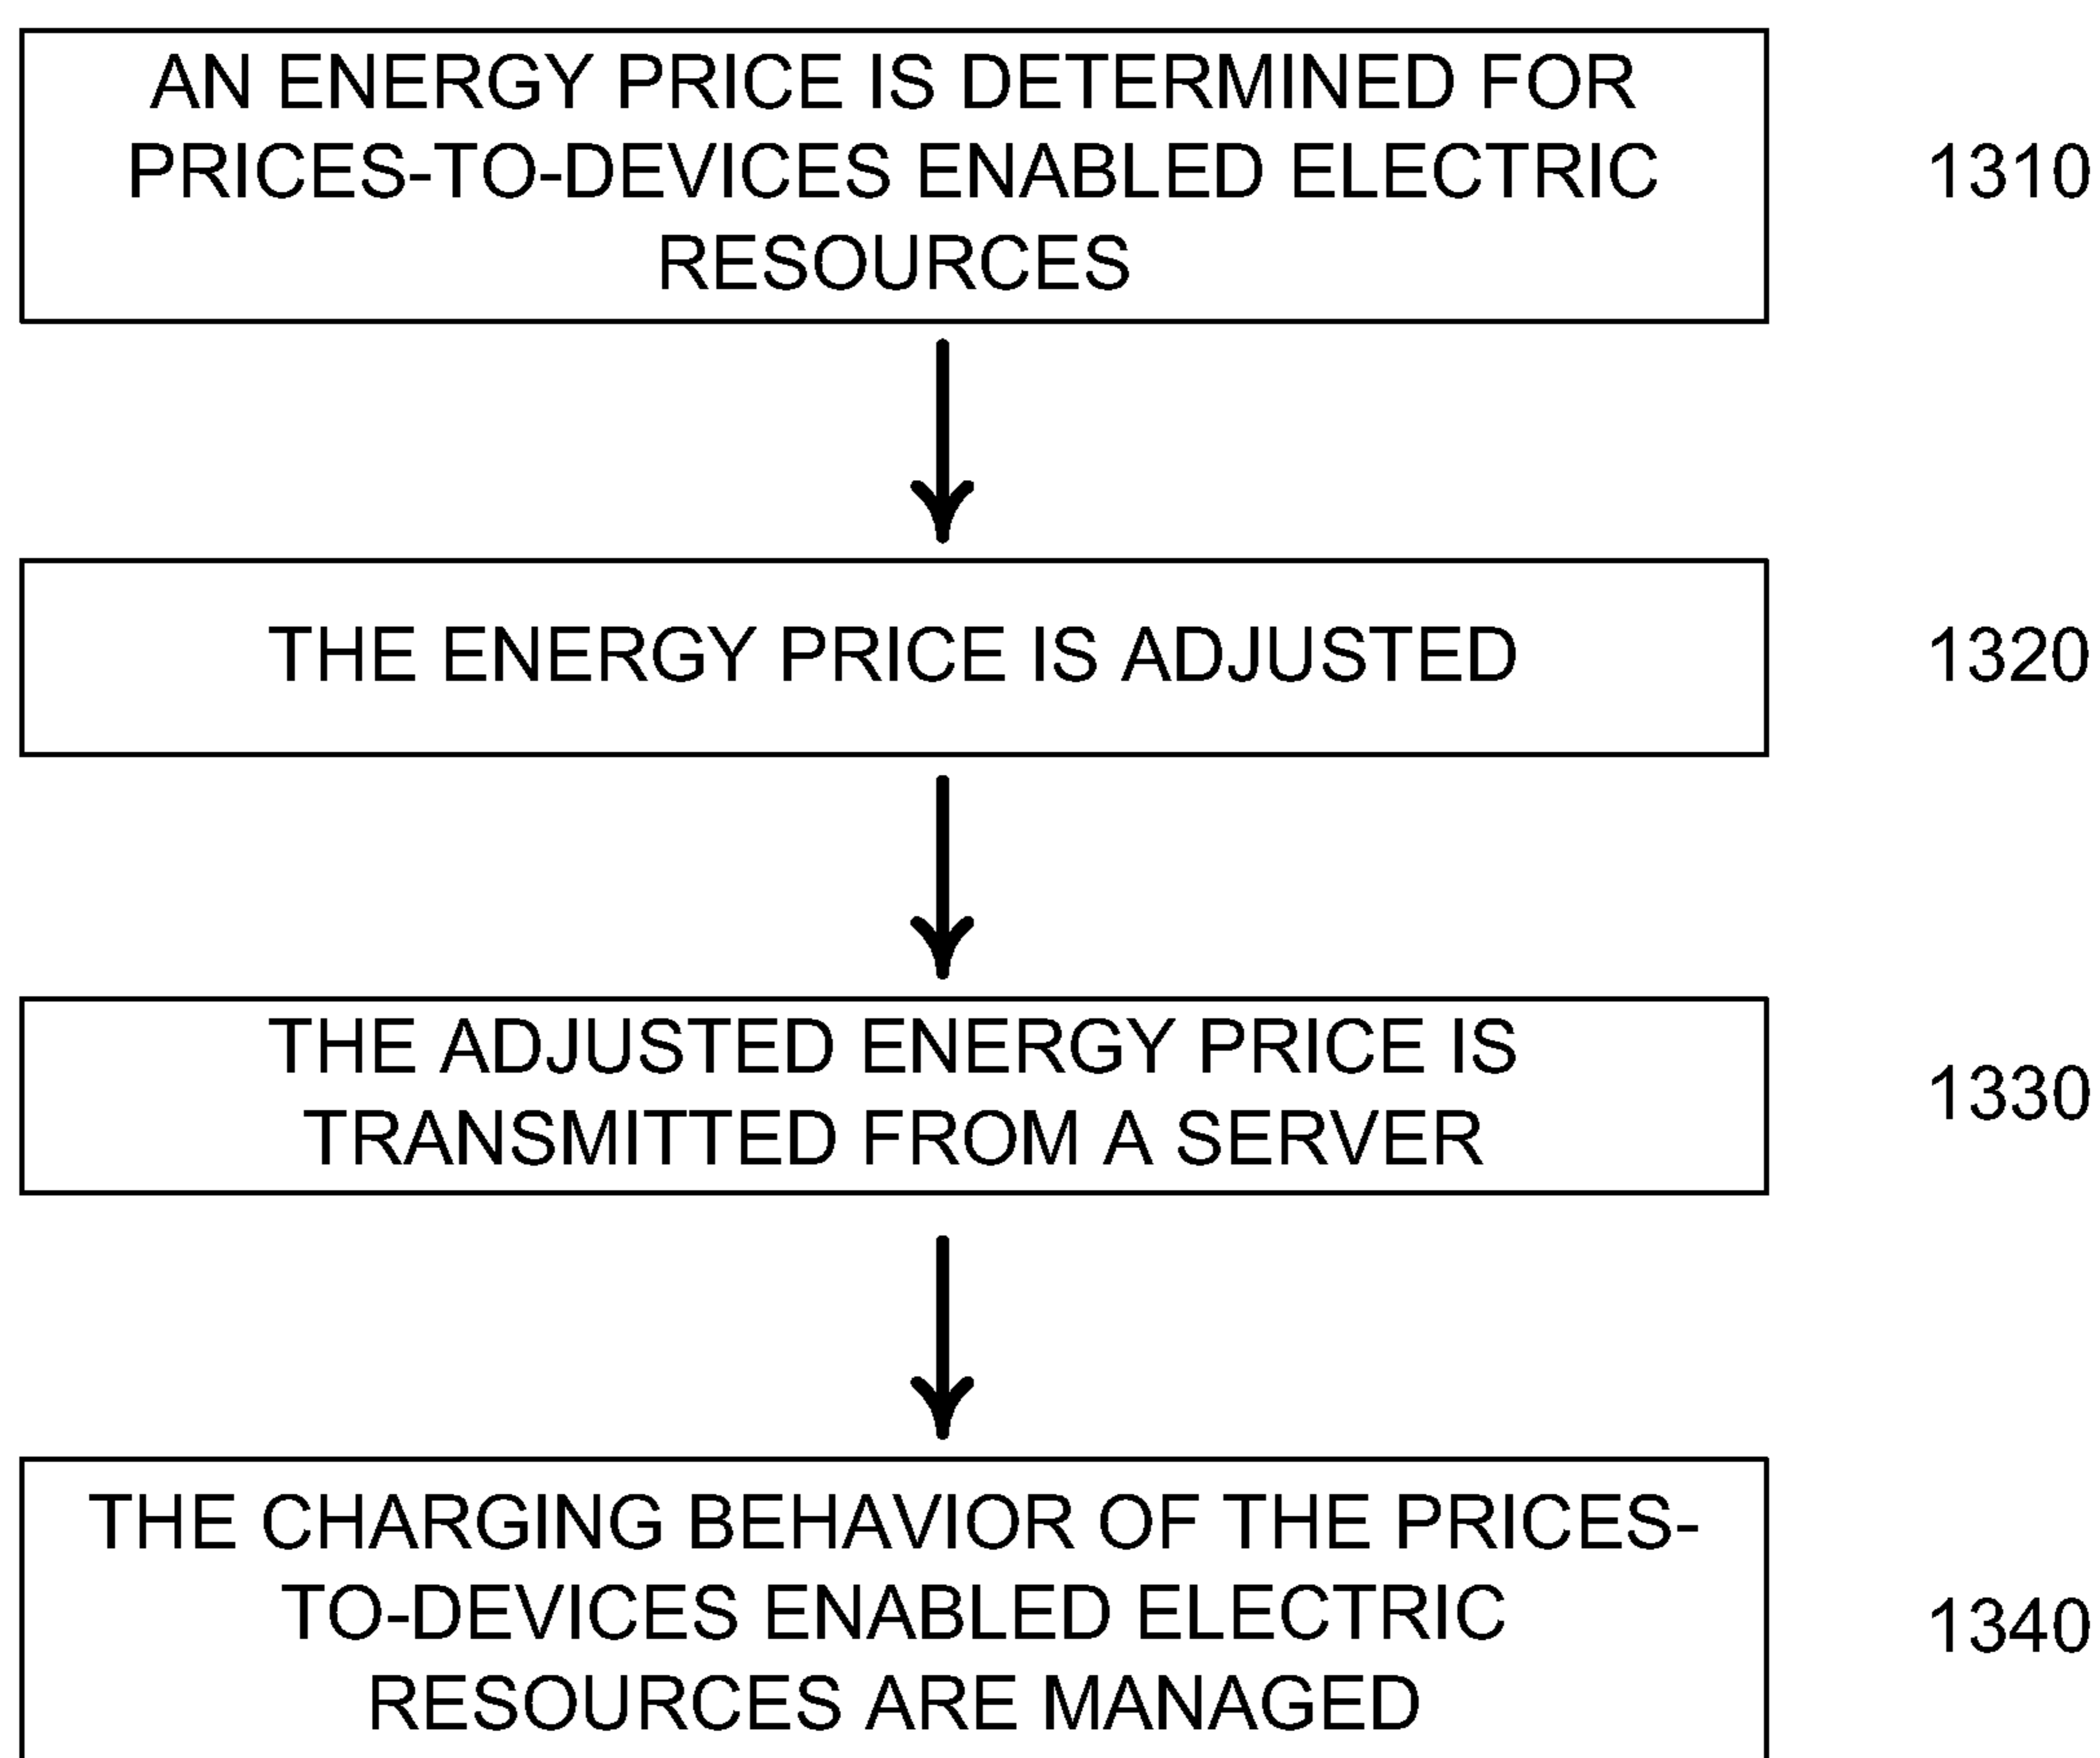 AN ENERGY PRICE IS DETERMINED FOR
PRICES-TO-DEVICES ENABLED ELECTRIC
RESOURCES
1310
THE ENERGY PRICE IS ADJUSTED
1320
THE ADJUSTED ENERGY PRICE IS
TRANSMITTED FROM A SERVER
1330
THE CHARGING BEHAVIOR OF THE PRICES-
TO-DEVICES ENABLED ELECTRIC
RESOURCES ARE MANAGED
1340